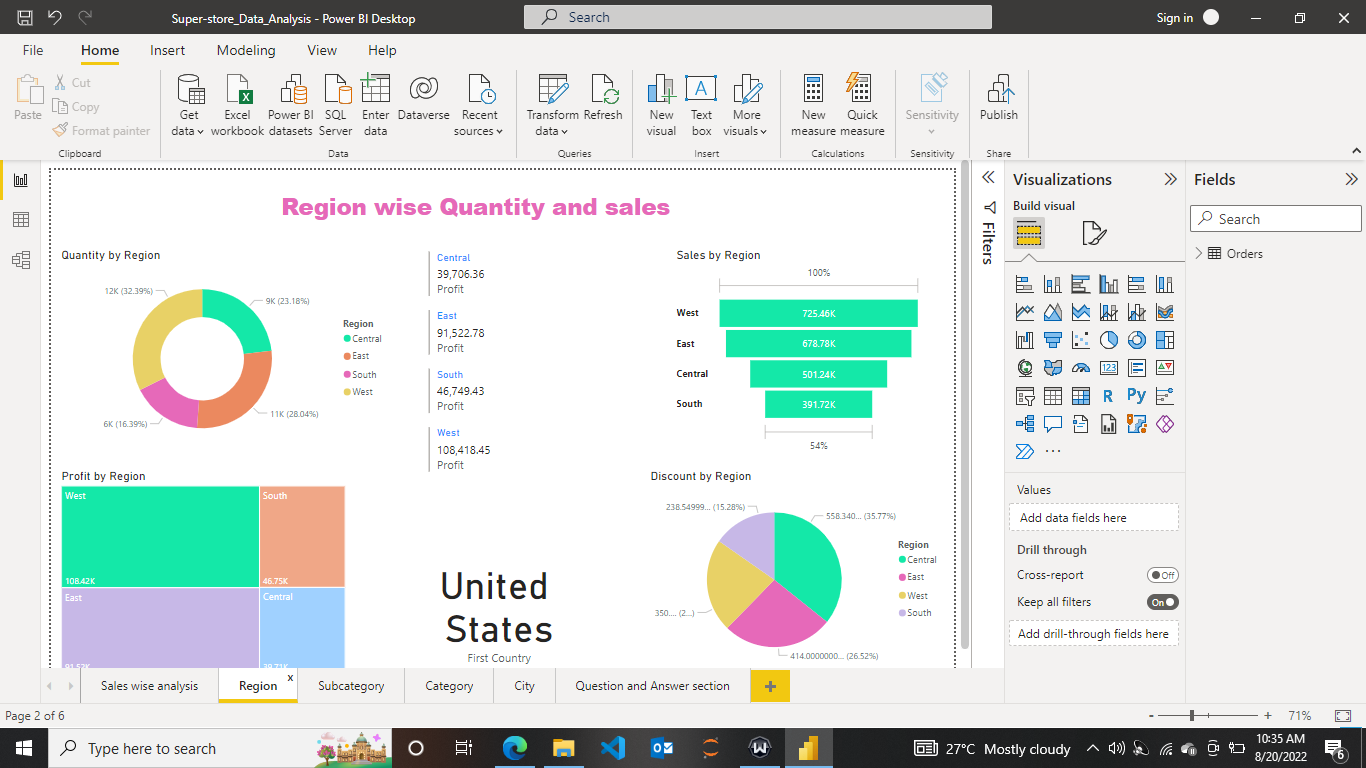 Super-store_Data_Analysis - Power BI Desktop
Search
Sign in
File
Home
Insert
Modeling
View
Help
Paste
Cut
Copy
Format painter
Clipboard
Get
data
Excel
workbook
Power BI
datasets
SQL
Server
Enter
data
Dataverse
Recent
sources
Data
Transform
data
Refresh
Queries
New
visual
Text
box
More
visuals
Insert
New
measure
Quick
measure
Calculations
Sensitivity
Sensitivity
Publish
Share
Region wise Quantity and sales
Quantity by Region
12K (32.39%)
9K (23.18%)
11K (28.04%)
6K (16.39%)
Region
Central
East
South
West
Central
39,706.36
Profit
East
91,522.78
Profit
South
46,749.43
Profit
West
108,418.45
Profit
Sales by Region
100%
West
725.46K
East
678.78K
Central
501.24K
South
391.72K
54%
Profit by Region
West
108.42K
South
46.75K
East
91.52K
Central
39.71K
United
States
First Country
Discount by Region
238.54999... (15.28%)
558.340... (35.77%)
350.... (2...)
414.0000000... (26.52%)
Region
Central
East
West
South
Filters
Visualizations
Build visual
R
Py
123
Values
Add data fields here
Drill through
Cross-report
Off
Keep all filters
On
Add drill-through fields here
Fields
Search
Orders
Sales wise analysis
Region
x
Subcategory
Category
City
Question and Answer section
+
Page 2 of 6
-
+
71%
Type here to search
27°C Mostly cloudy
10:35 AM
8/20/2022
6